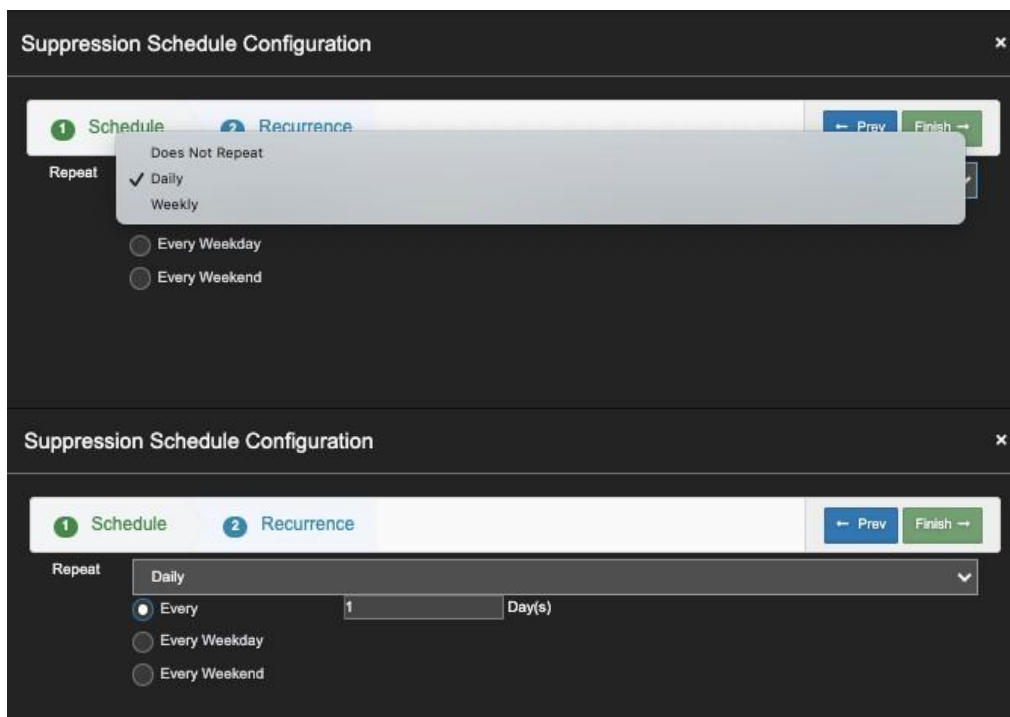 Suppression Schedule Configuration ×
1 Schedule 2 Recurrence ← Prev Finish →
Repeat
Does Not Repeat
✓ Daily
Weekly
Every Weekday
Every Weekend
Suppression Schedule Configuration ×
1 Schedule 2 Recurrence ← Prev Finish →
Repeat Daily
Every 1 Day(s)
Every Weekday
Every Weekend